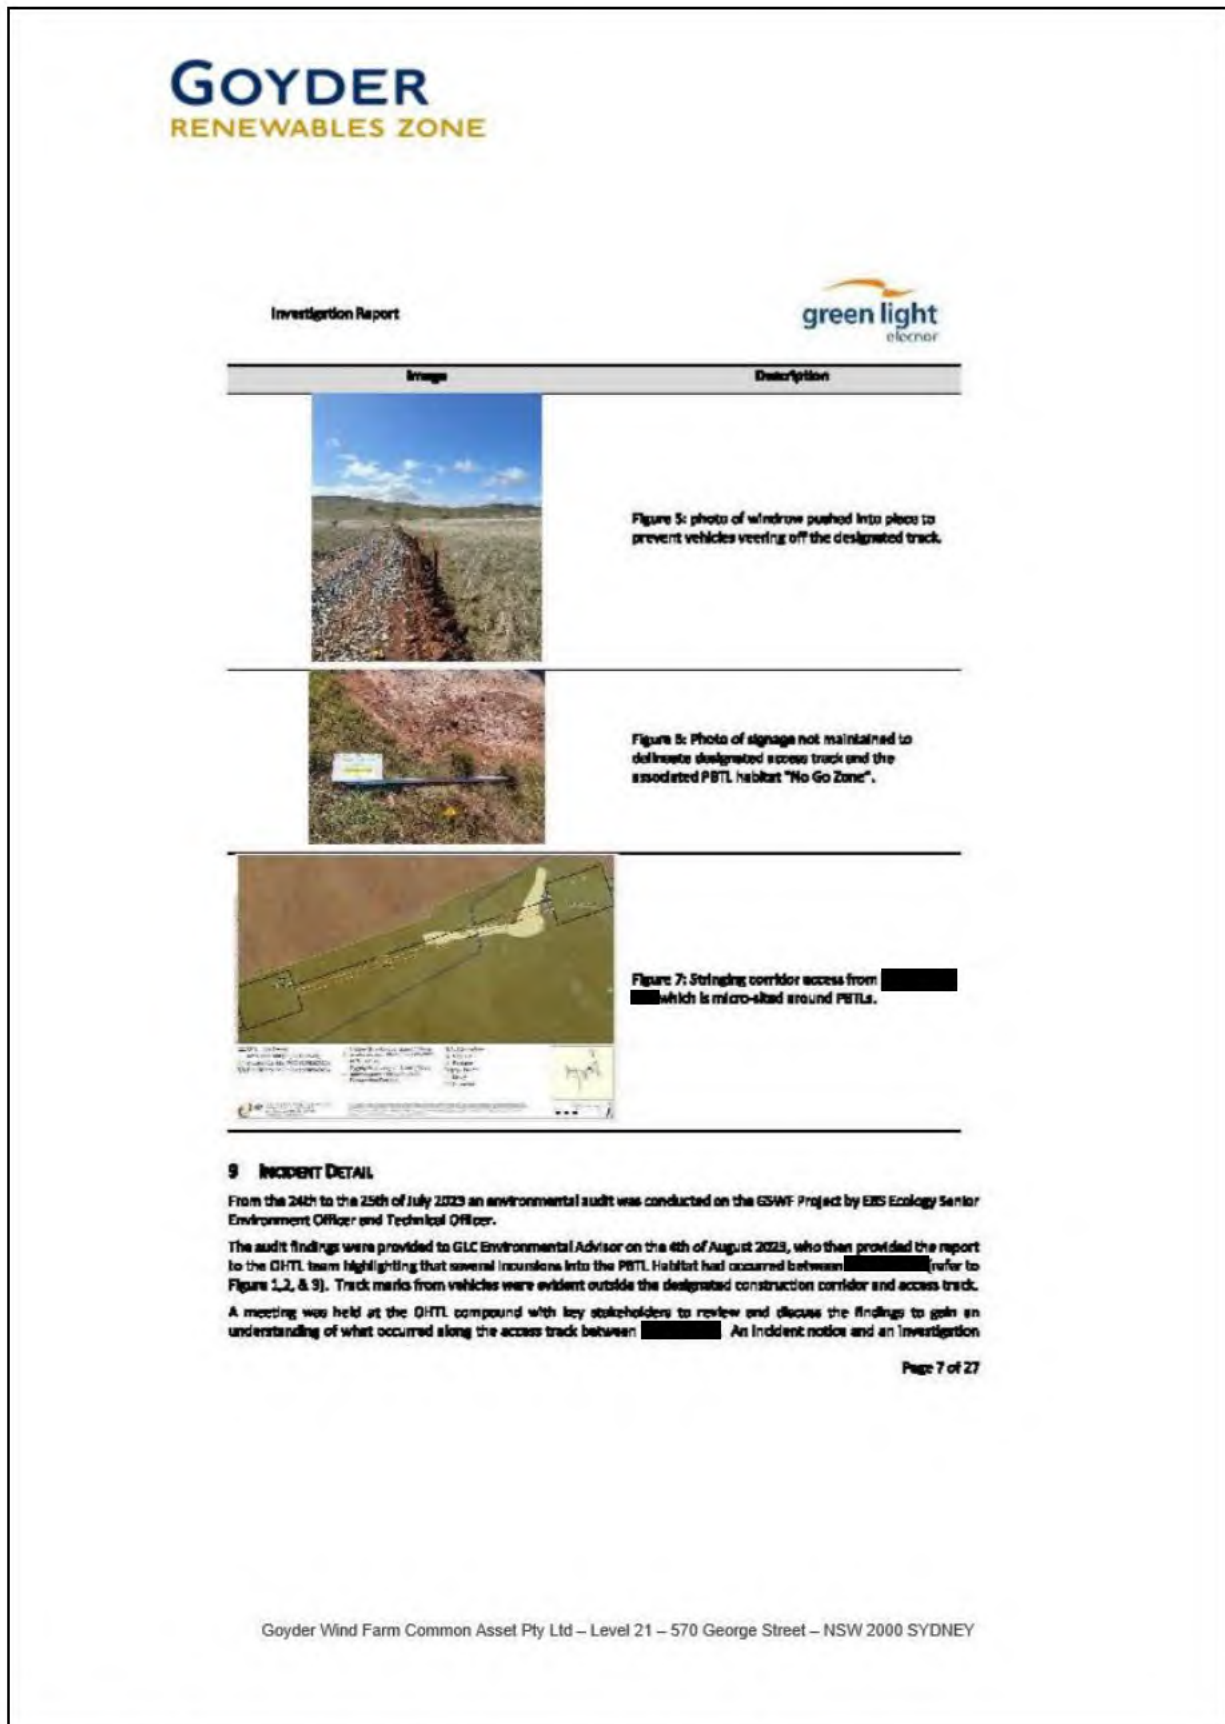 GOYDER
RENEWABLES ZONE
Investigation Report
green light
elecnor
Image
Description
Figure 5: photo of windrow pushed into place to
prevent vehicles veering off the designated track.
Figure 6: Photo of signage not maintained to
delineate designated access track and the
associated PBTL habitat "No Go Zone".
Figure 7: Stringing corridor access from
which is micro-sited around PBTLs.
9 INCIDENT DETAIL
From the 24th to the 25th of July 2023 an environmental audit was conducted on the GSWF Project by EBS Ecology Senior
Environment Officer and Technical Officer.
The audit findings were provided to GLC Environmental Advisor on the 4th of August 2023, who then provided the report
to the OHTL team highlighting that several incursions into the PBTL Habitat had occurred between (refer to
Figure 1,2, & 3). Track marks from vehicles were evident outside the designated construction corridor and access track.
A meeting was held at the OHTL compound with key stakeholders to review and discuss the findings to gain an
understanding of what occurred along the access track between . An incident notice and an investigation
Page 7 of 27
Goyder Wind Farm Common Asset Pty Ltd – Level 21 – 570 George Street – NSW 2000 SYDNEY